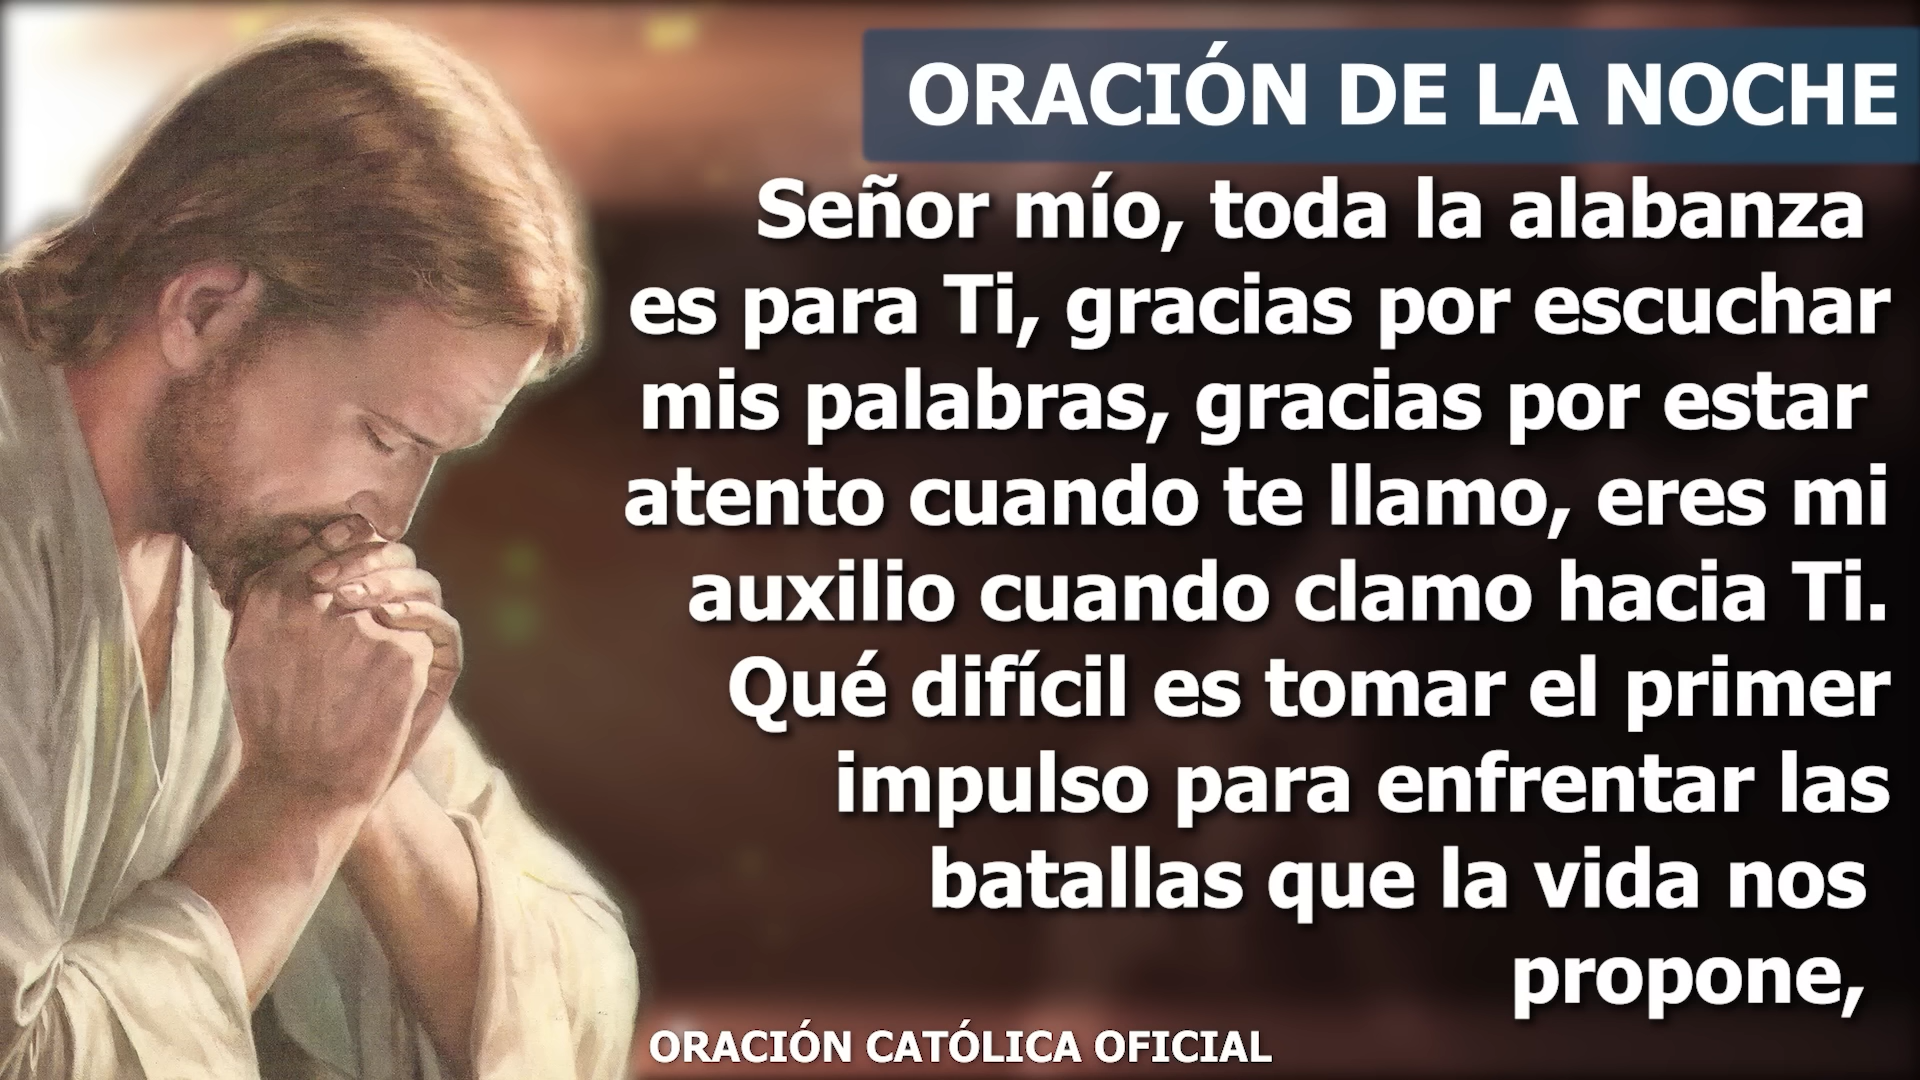 ORACIÓN DE LA NOCHE
Señor mío, toda la alabanza
es para Ti, gracias por escuchar
mis palabras, gracias por estar
atento cuando te llamo, eres mi
auxilio cuando clamo hacia Ti.
Qué difícil es tomar el primer
impulso para enfrentar las
batallas que la vida nos
propone,
ORACIÓN CATÓLICA OFICIAL